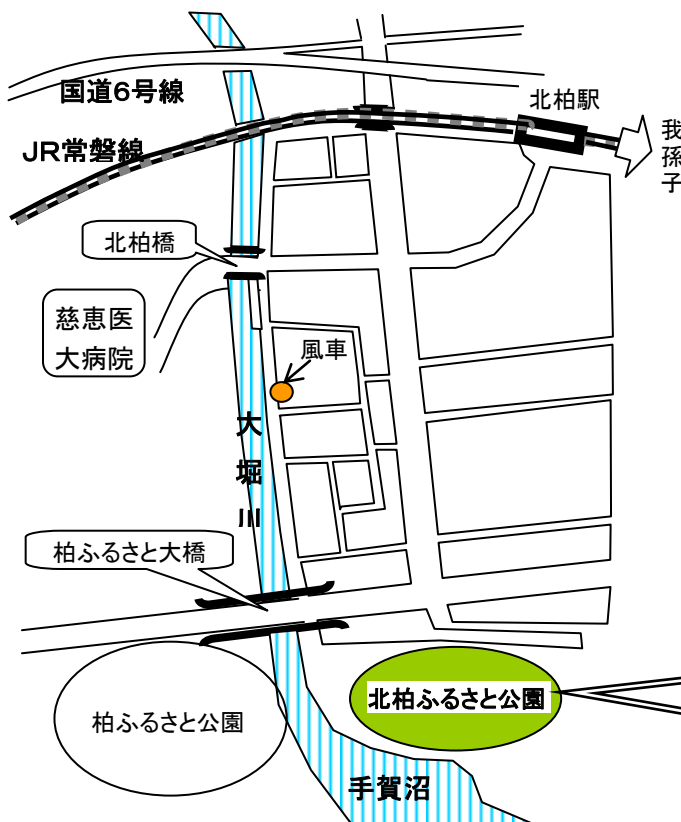 国道6号線
北柏駅
JR常磐線
我孫子
北柏橋
慈恵医
大病院
風車
大堀川
柏ふるさと大橋
北柏ふるさと公園
柏ふるさと公園
手賀沼